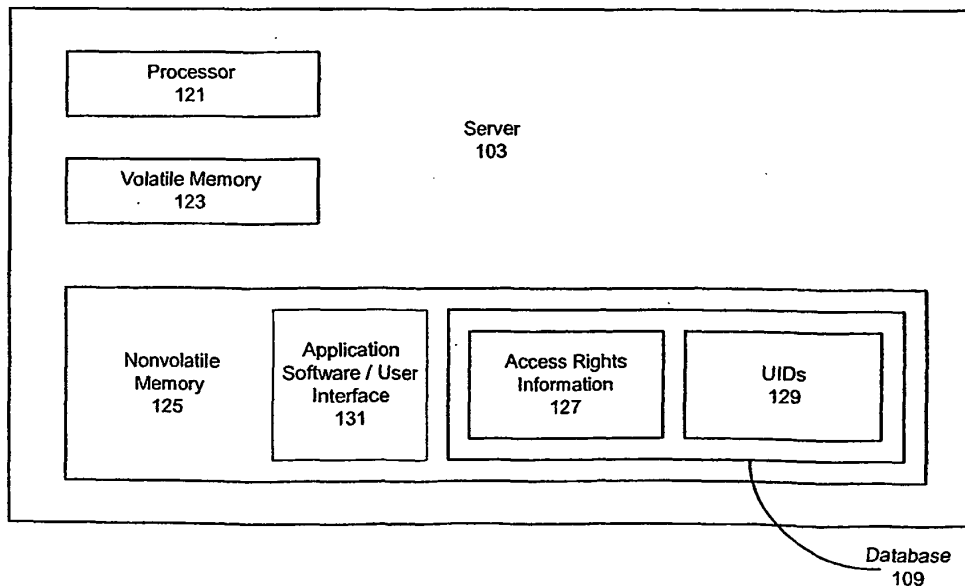 Processor
121
Server
103
Volatile Memory
123
Nonvolatile
Memory
125
Application
Software / User
Interface
131
Access Rights
Information
127
UIDs
129
Database
109